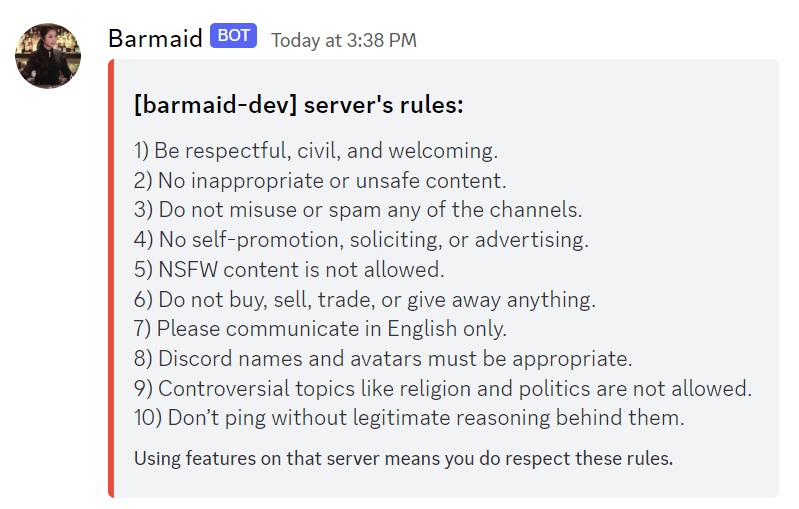 Barmaid BOT Today at 3:38 PM
[barmaid-dev] server's rules:
1) Be respectful, civil, and welcoming.
2) No inappropriate or unsafe content.
3) Do not misuse or spam any of the channels.
4) No self-promotion, soliciting, or advertising.
5) NSFW content is not allowed.
6) Do not buy, sell, trade, or give away anything.
7) Please communicate in English only.
8) Discord names and avatars must be appropriate.
9) Controversial topics like religion and politics are not allowed.
10) Don’t ping without legitimate reasoning behind them.
Using features on that server means you do respect these rules.